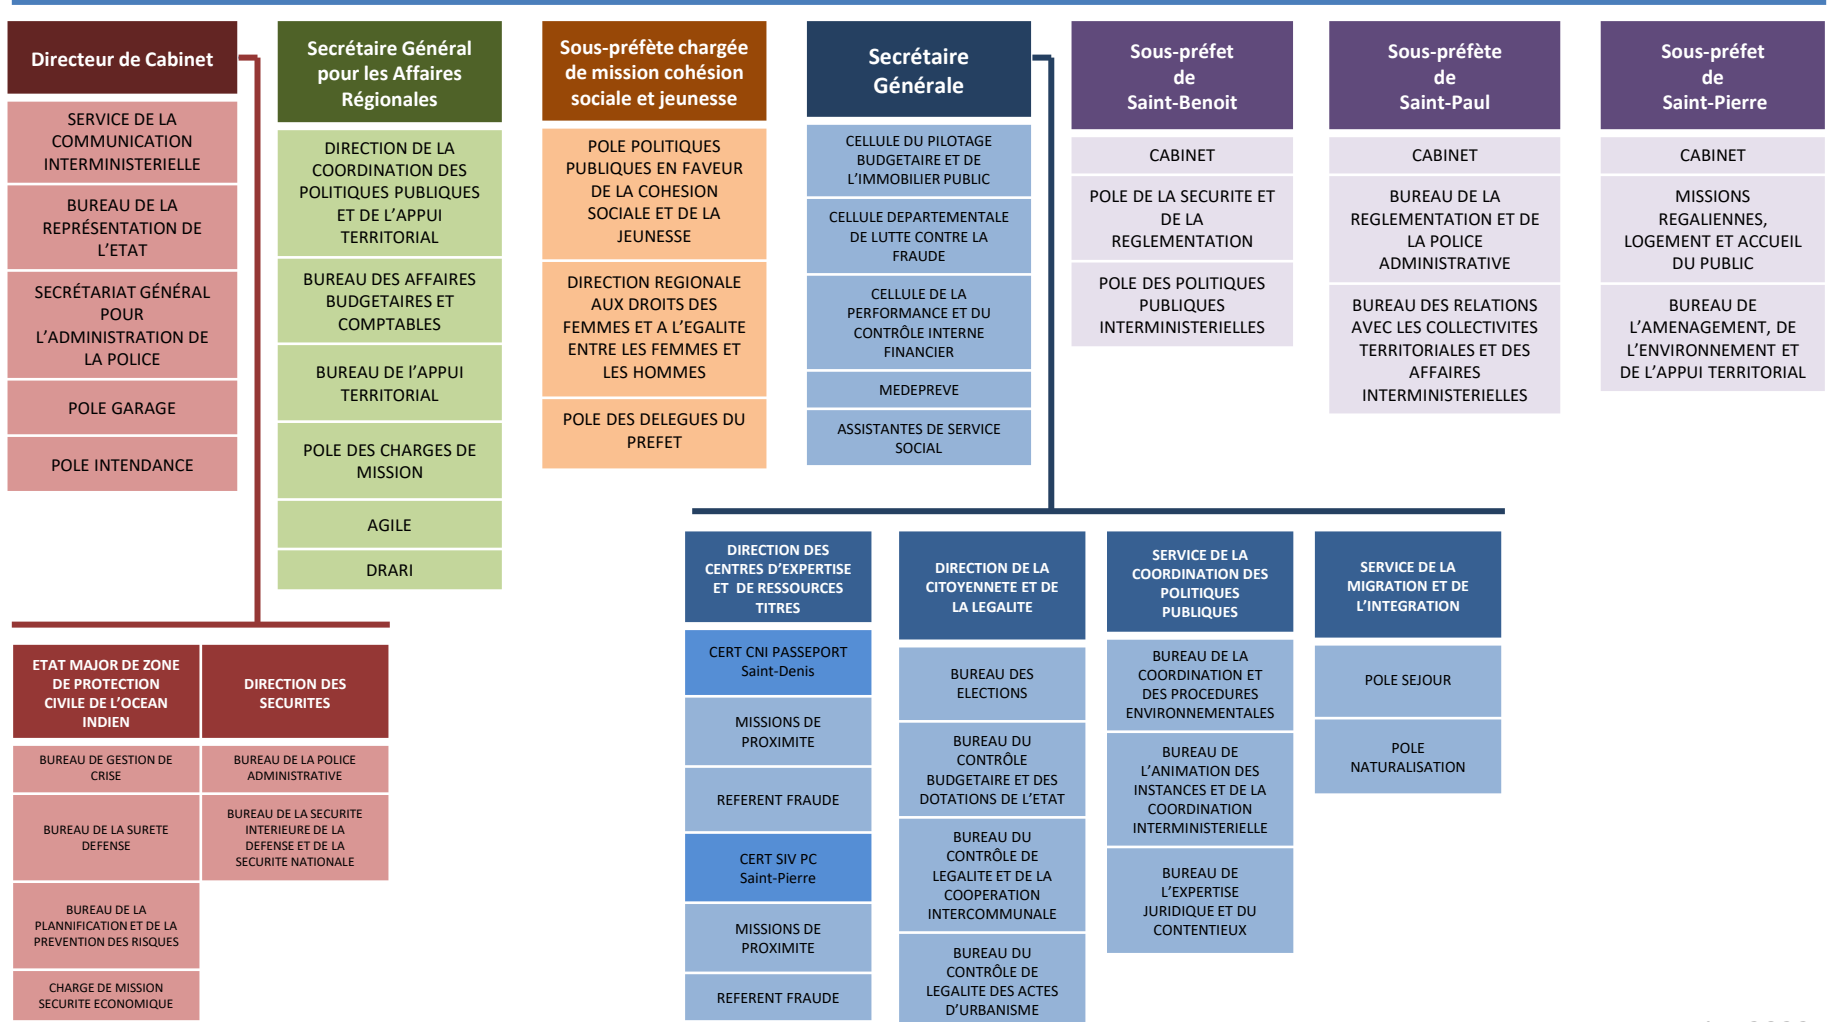 Directeur de Cabinet
SERVICE DE LA
COMMUNICATION
INTERMINISTERIELLE
BUREAU DE LA
REPRÉSENTATION DE
L'ETAT
SECRÉTARIAT GÉNÉRAL
POUR
L'ADMINISTRATION DE
LA POLICE
POLE GARAGE
POLE INTENDANCE
Secrétaire Général
pour les Affaires
Régionales
DIRECTION DE LA
COORDINATION DES
POLITIQUES PUBLIQUES
ET DE L'APPUI
TERRITORIAL
BUREAU DES AFFAIRES
BUDGETAIRES ET
COMPTABLES
BUREAU DE l'APPUI
TERRITORIAL
POLE DES CHARGES DE
MISSION
AGILE
DRARI
Sous-préfète chargée
de mission cohésion
sociale et jeunesse
POLE POLITIQUES
PUBLIQUES EN FAVEUR
DE LA COHESION
SOCIALE ET DE LA
JEUNESSE
DIRECTION REGIONALE
AUX DROITS DES
FEMMES ET A L'EGALITE
ENTRE LES FEMMES ET
LES HOMMES
POLE DES DELEGUES DU
PREFET
Secrétaire
Générale
CELLULE DU PILOTAGE
BUDGETAIRE ET DE
L'IMMOBILIER PUBLIC
CELLULE DEPARTEMENTALE
DE LUTTE CONTRE LA
FRAUDE
CELLULE DE LA
PERFORMANCE ET DU
CONTRÔLE INTERNE
FINANCIER
MEDEPREVE
ASSISTANTES DE SERVICE
SOCIAL
Sous-préfet
de
Saint-Benoit
CABINET
POLE DE LA SECURITE ET
DE LA
REGLEMENTATION
POLE DES POLITIQUES
PUBLIQUES
INTERMINISTERIELLES
Sous-préfète
de
Saint-Paul
CABINET
BUREAU DE LA
REGLEMENTATION ET DE
LA POLICE
ADMINISTRATIVE
BUREAU DES RELATIONS
AVEC LES COLLECTIVITES
TERRITORIALES ET DES
AFFAIRES
INTERMINISTERIELLES
Sous-préfet
de
Saint-Pierre
CABINET
MISSIONS
REGALIENNES,
LOGEMENT ET ACCUEIL
DU PUBLIC
BUREAU DE
L'AMENAGEMENT, DE
L'ENVIRONNEMENT ET
DE L'APPUI TERRITORIAL
ETAT MAJOR DE ZONE
DE PROTECTION
CIVILE DE L'OCEAN
INDIEN
BUREAU DE GESTION DE
CRISE
BUREAU DE LA SURETE
DEFENSE
BUREAU DE LA
PLANNIFICATION ET DE LA
PREVENTION DES RISQUES
CHARGE DE MISSION
SECURITE ECONOMIQUE
DIRECTION DES
SECURITES
BUREAU DE LA POLICE
ADMINISTRATIVE
BUREAU DE LA SECURITE
INTERIEURE DE LA
DEFENSE ET DE LA
SECURITE NATIONALE
DIRECTION DES
CENTRES D'EXPERTISE
ET DE RESSOURCES
TITRES
CERT CNI PASSEPORT
Saint-Denis
MISSIONS DE
PROXIMITE
REFERENT FRAUDE
CERT SIV PC
Saint-Pierre
MISSIONS DE
PROXIMITE
REFERENT FRAUDE
DIRECTION DE LA
CITOYENNETE ET DE
LA LEGALITE
BUREAU DES
ELECTIONS
BUREAU DU
CONTRÔLE
BUDGETAIRE ET DES
DOTATIONS DE L'ETAT
BUREAU DU
CONTRÔLE DE
LEGALITE ET DE LA
COOPERATION
INTERCOMMUNALE
BUREAU DU
CONTRÔLE DE
LEGALITE DES ACTES
D'URBANISME
SERVICE DE LA
COORDINATION DES
POLITIQUES
PUBLIQUES
BUREAU DE LA
COORDINATION ET
DES PROCEDURES
ENVIRONNEMENTALES
BUREAU DE
L'ANIMATION DES
INSTANCES ET DE LA
COORDINATION
INTERMINISTERIELLE
BUREAU DE
L'EXPERTISE
JURIDIQUE ET DU
CONTENTIEUX
SERVICE DE LA
MIGRATION ET DE
L'INTEGRATION
POLE SEJOUR
POLE
NATURALISATION